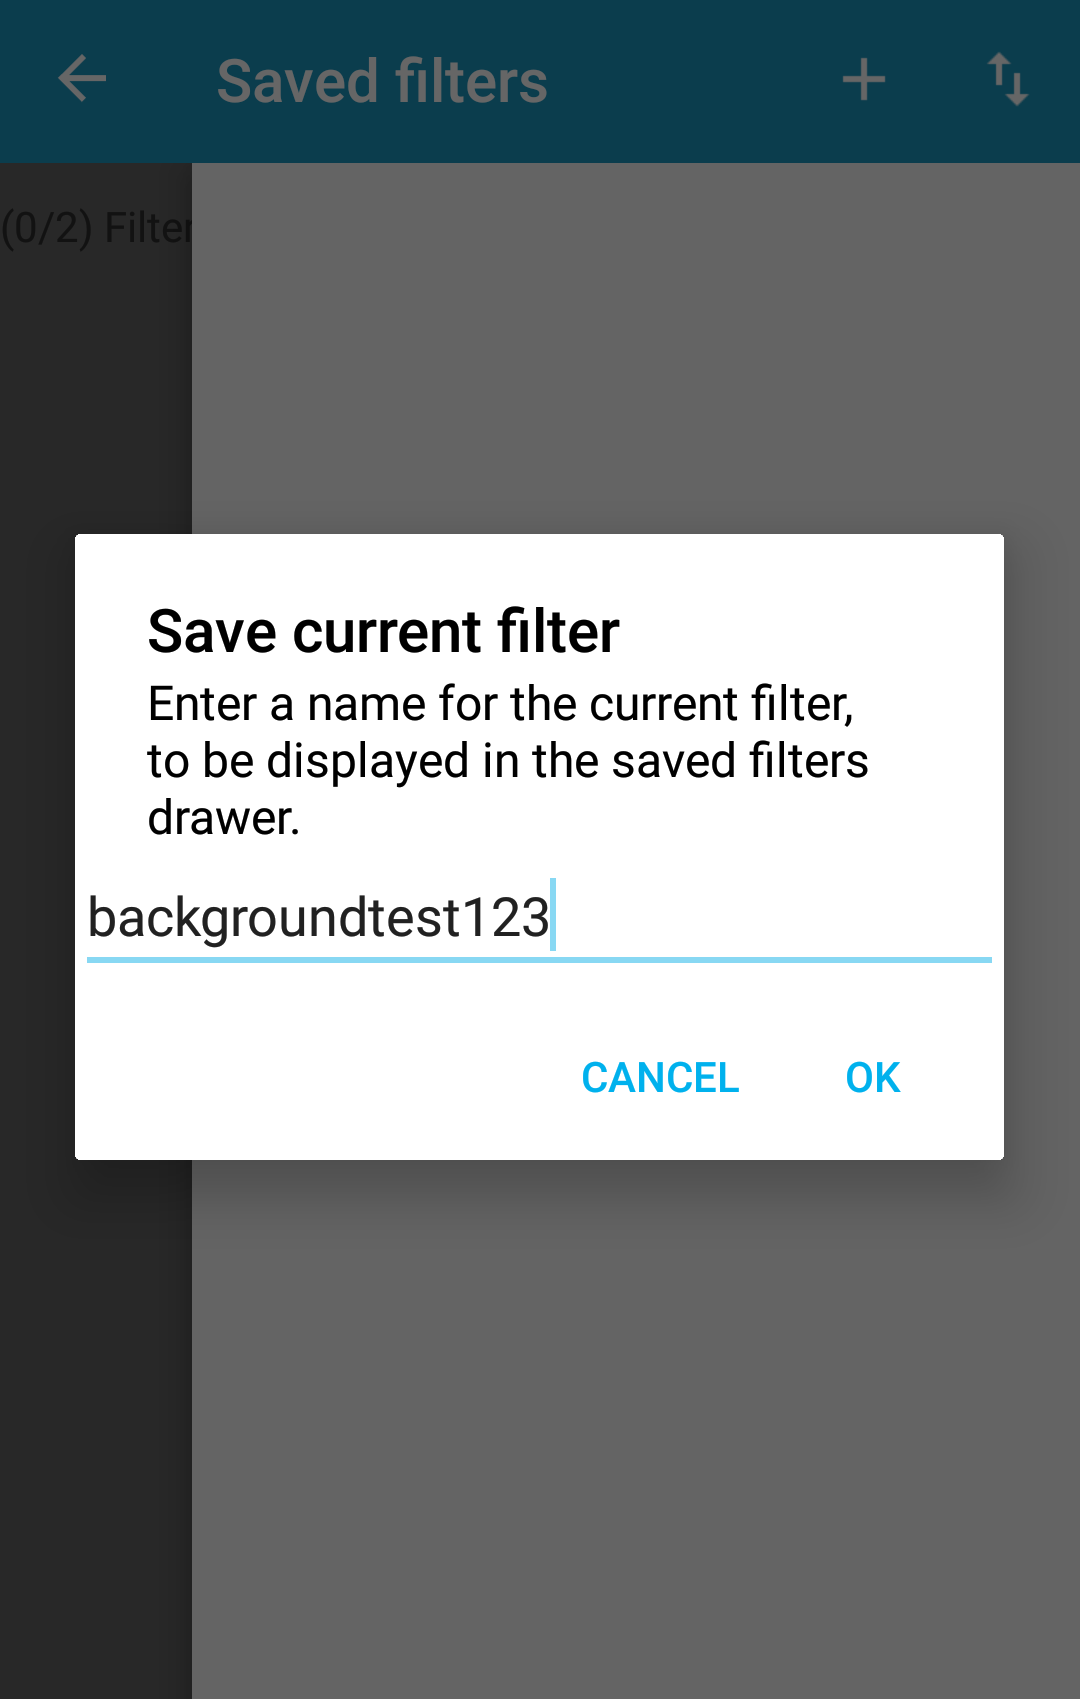 Saved filters
(0/2) Filter
Save current filter
Enter a name for the current filter,
to be displayed in the saved filters
drawer.
backgroundtest123
CANCEL OK